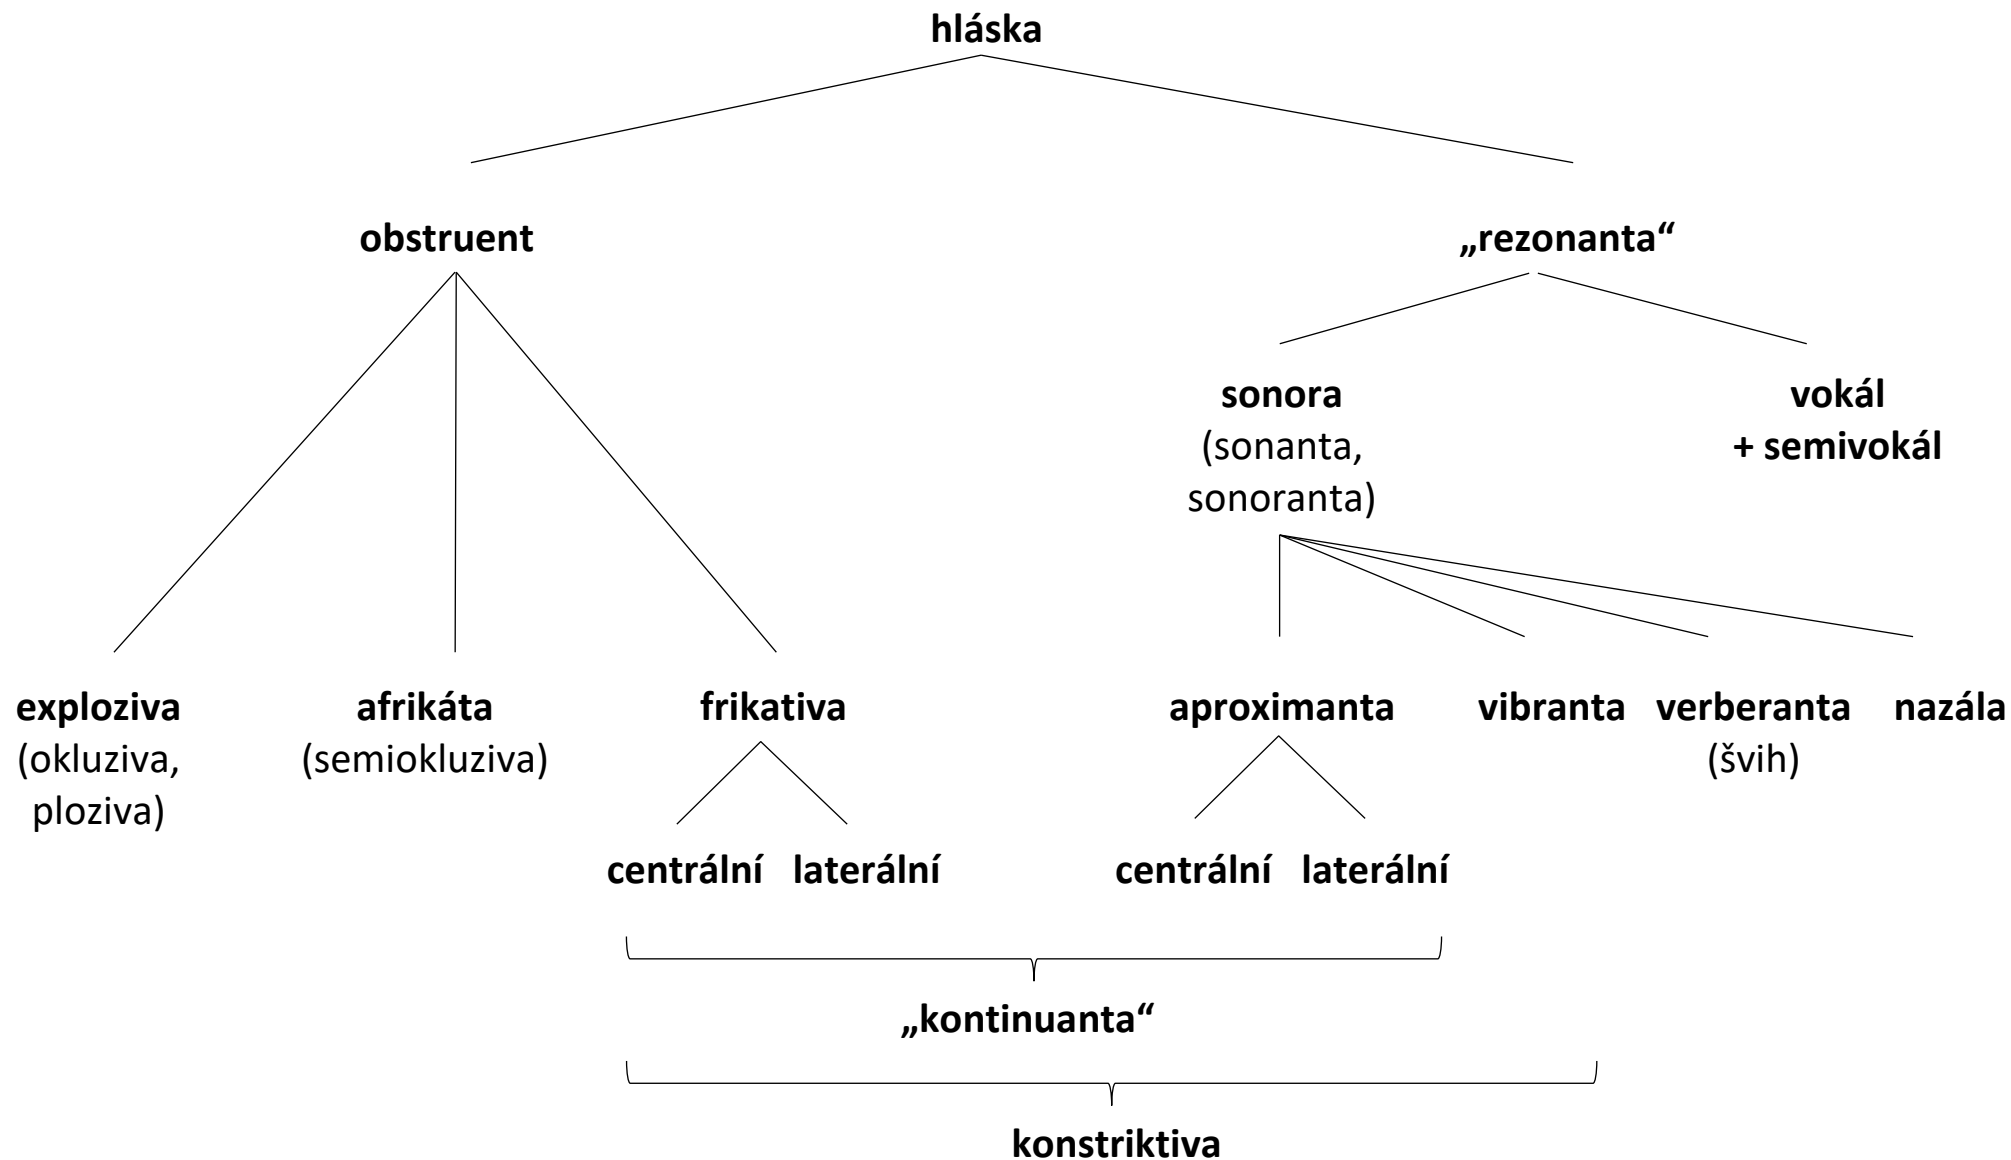 hláska
obstruent
„rezonanta“
sonora
(sonanta,
sonoranta)
vokál
+ semivokál
exploziva
(okluziva,
ploziva)
afrikáta
(semiokluziva)
frikativa
aproximanta
vibranta
verberanta
(švih)
nazála
centrální
laterální
centrální
laterální
„kontinuanta“
konstriktiva